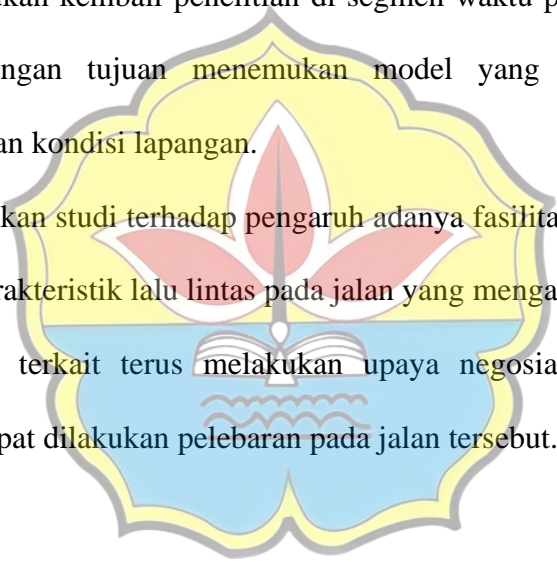 kan kembali penelitian di segmen waktu
ngan tujuan menemukan model yang
an kondisi lapangan.
kan studi terhadap pengaruh adanya fasilita
rakteristik lalu lintas pada jalan yang menga
terkait terus melakukan upaya negosia
pat dilakukan pelebaran pada jalan tersebut.